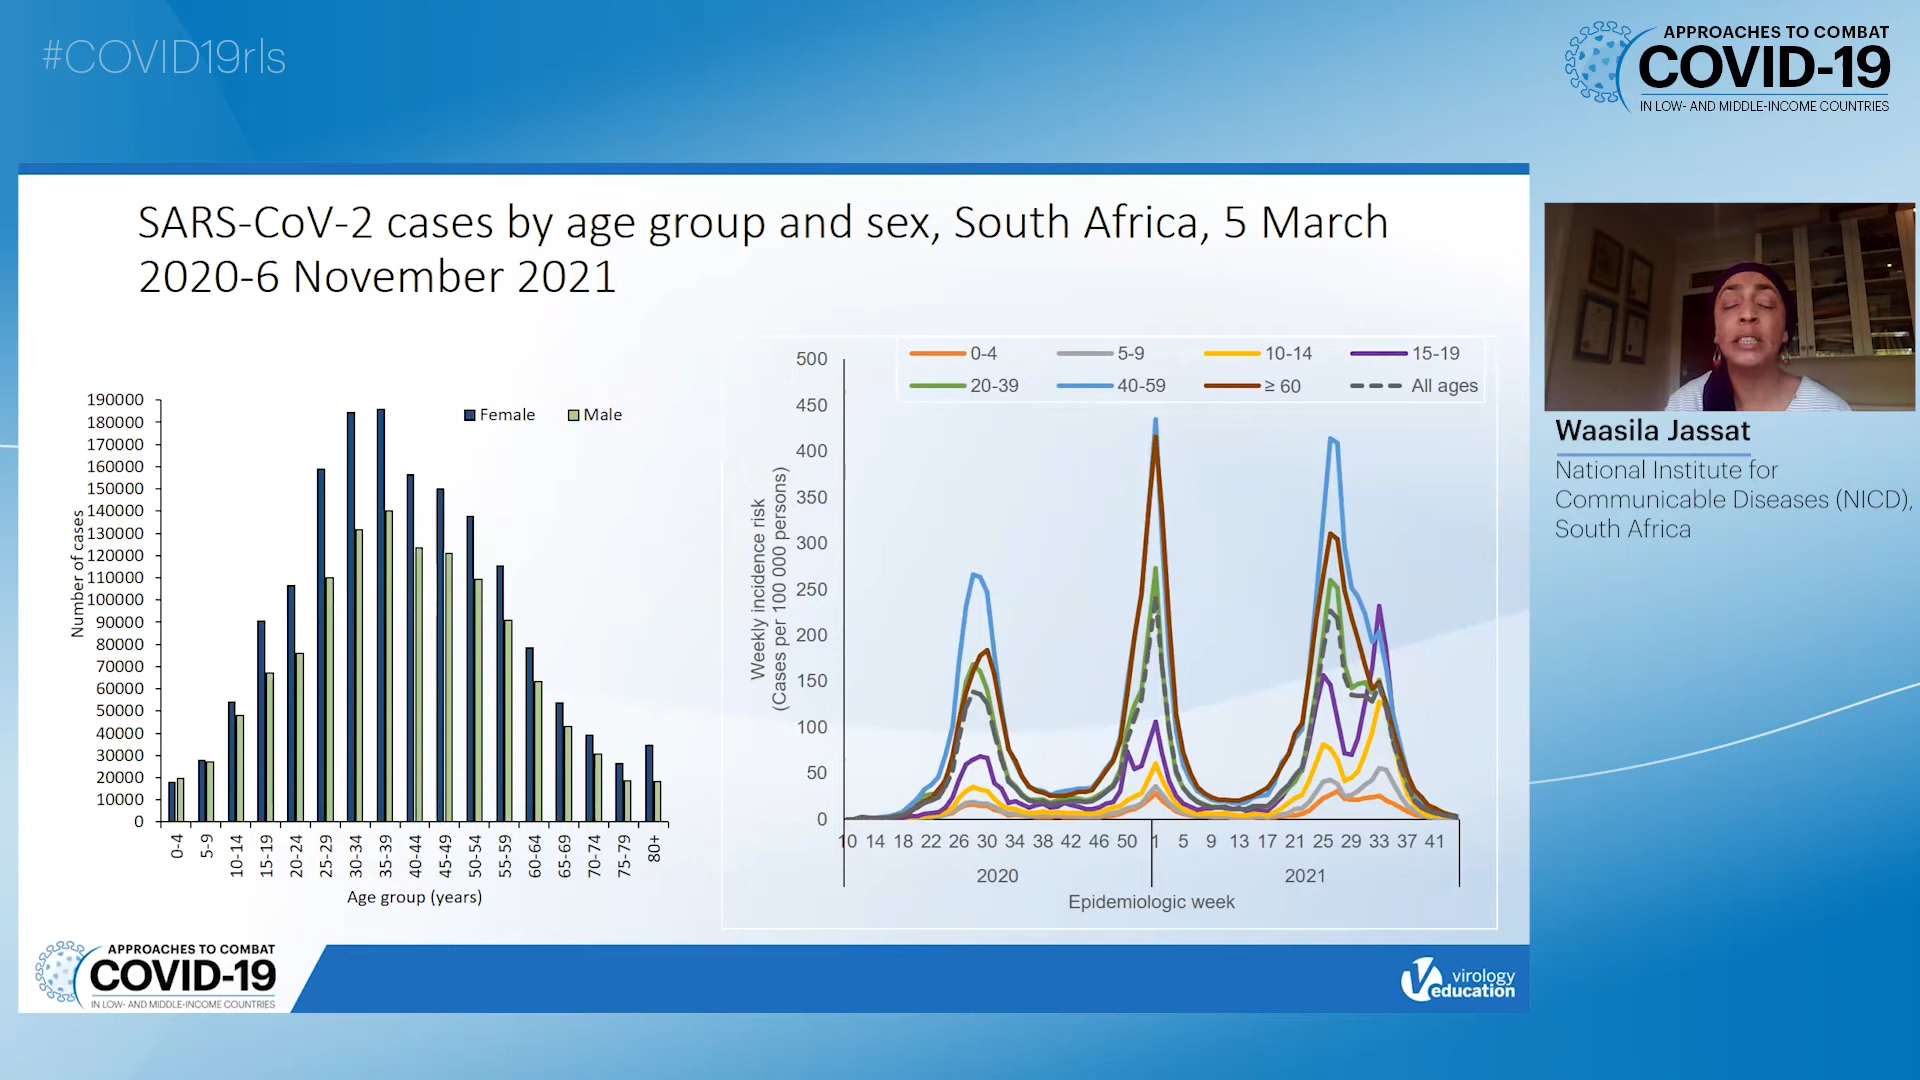 #COVID19rls
APPROACHES TO COMBAT
COVID-19
IN LOW- AND MIDDLE-INCOME COUNTRIES
SARS-CoV-2 cases by age group and sex, South Africa, 5 March
2020-6 November 2021
Number of cases
190000
180000
170000
160000
150000
140000
130000
120000
110000
100000
90000
80000
70000
60000
50000
40000
30000
20000
10000
0
Female Male
0-4 5-9 10-14 15-19 20-24 25-29 30-34 35-39 40-44 45-49 50-54 55-59 60-64 65-69 70-74 75-79 80+
Age group (years)
Weekly incidence risk
(Cases per 100 000 persons)
500
450
400
350
300
250
200
150
100
50
0
0-4 5-9 10-14 15-19
20-39 40-59 ≥ 60 All ages
10 14 18 22 26 30 34 38 42 46 50 1 5 9 13 17 21 25 29 33 37 41
2020 2021
Epidemiologic week
Waasila Jassat
National Institute for
Communicable Diseases (NICD),
South Africa
APPROACHES TO COMBAT
COVID-19
IN LOW- AND MIDDLE-INCOME COUNTRIES
virology
education